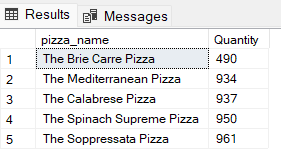 Results Messages
pizza_name Quantity
1 The Brie Carre Pizza 490
2 The Mediterranean Pizza 934
3 The Calabrese Pizza 937
4 The Spinach Supreme Pizza 950
5 The Soppressata Pizza 961